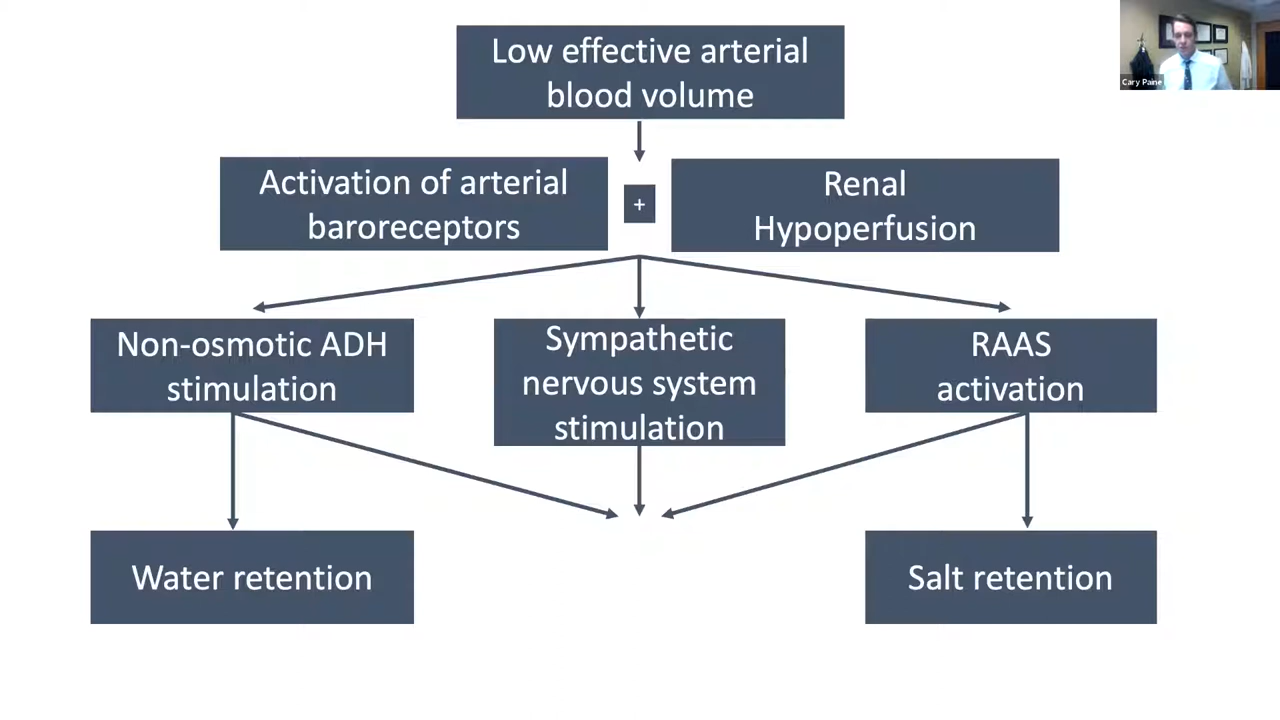 Low effective arterial
blood volume
Activation of arterial
baroreceptors
+
Renal
Hypoperfusion
Non-osmotic ADH
stimulation
Sympathetic
nervous system
stimulation
RAAS
activation
Water retention
Salt retention
Cary Paine